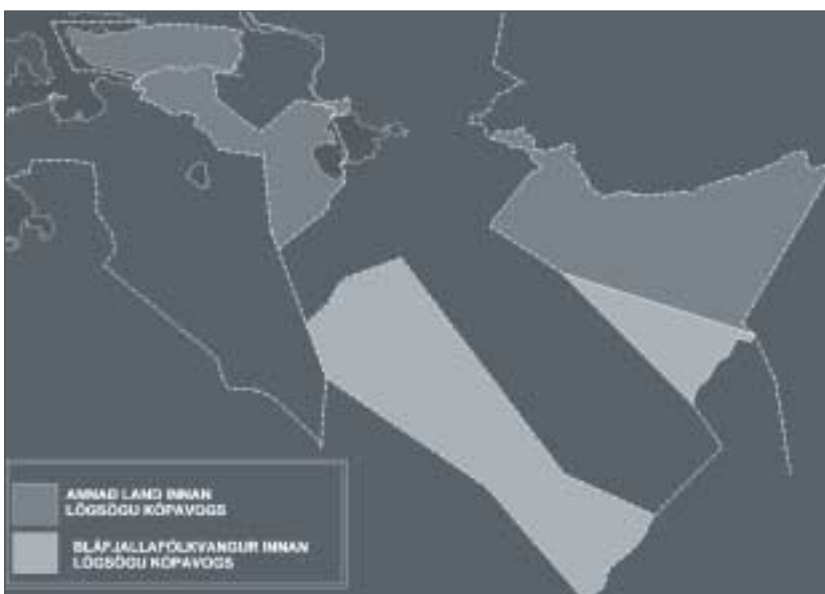 ANNAÐ LAND INNAN
LÖGSÖGU KÓPAVOGS
BLÁFJALLAFÓLKVANGUR INNAN
LÖGSÖGU KÓPAVOGS